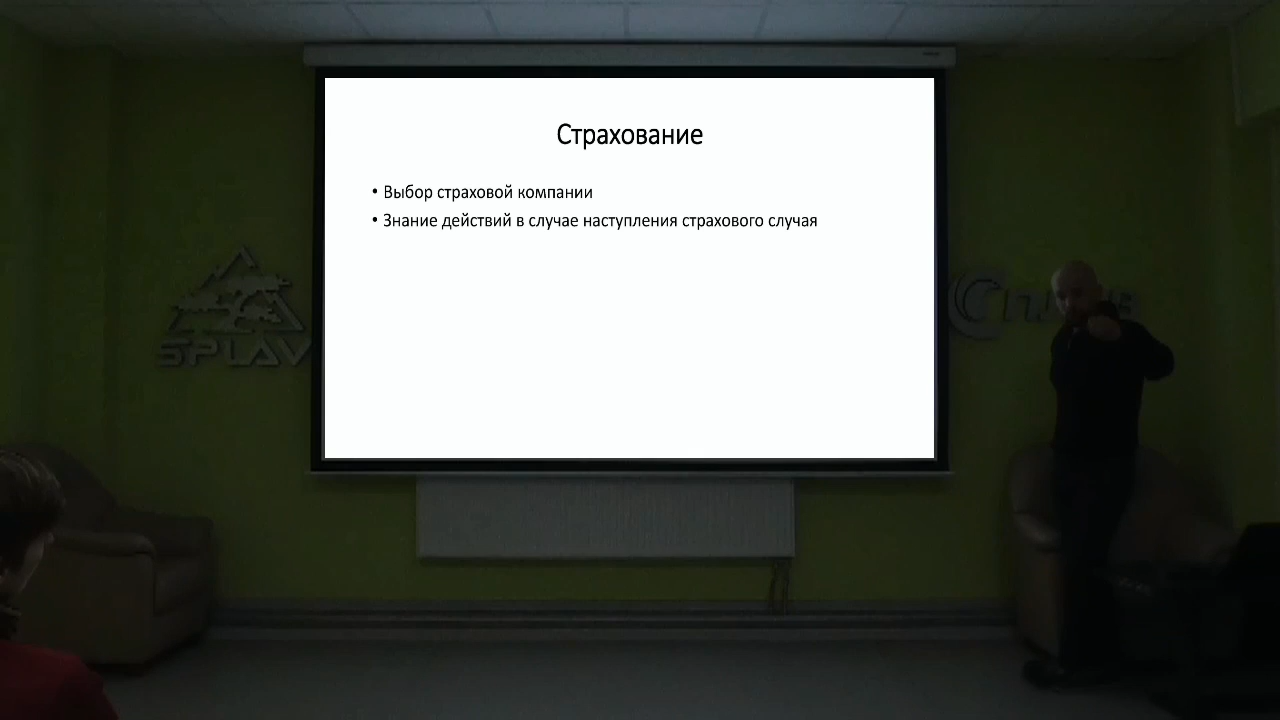 Страхование
• Выбор страховой компании
• Знание действий в случае наступления страхового случая
SPLAV